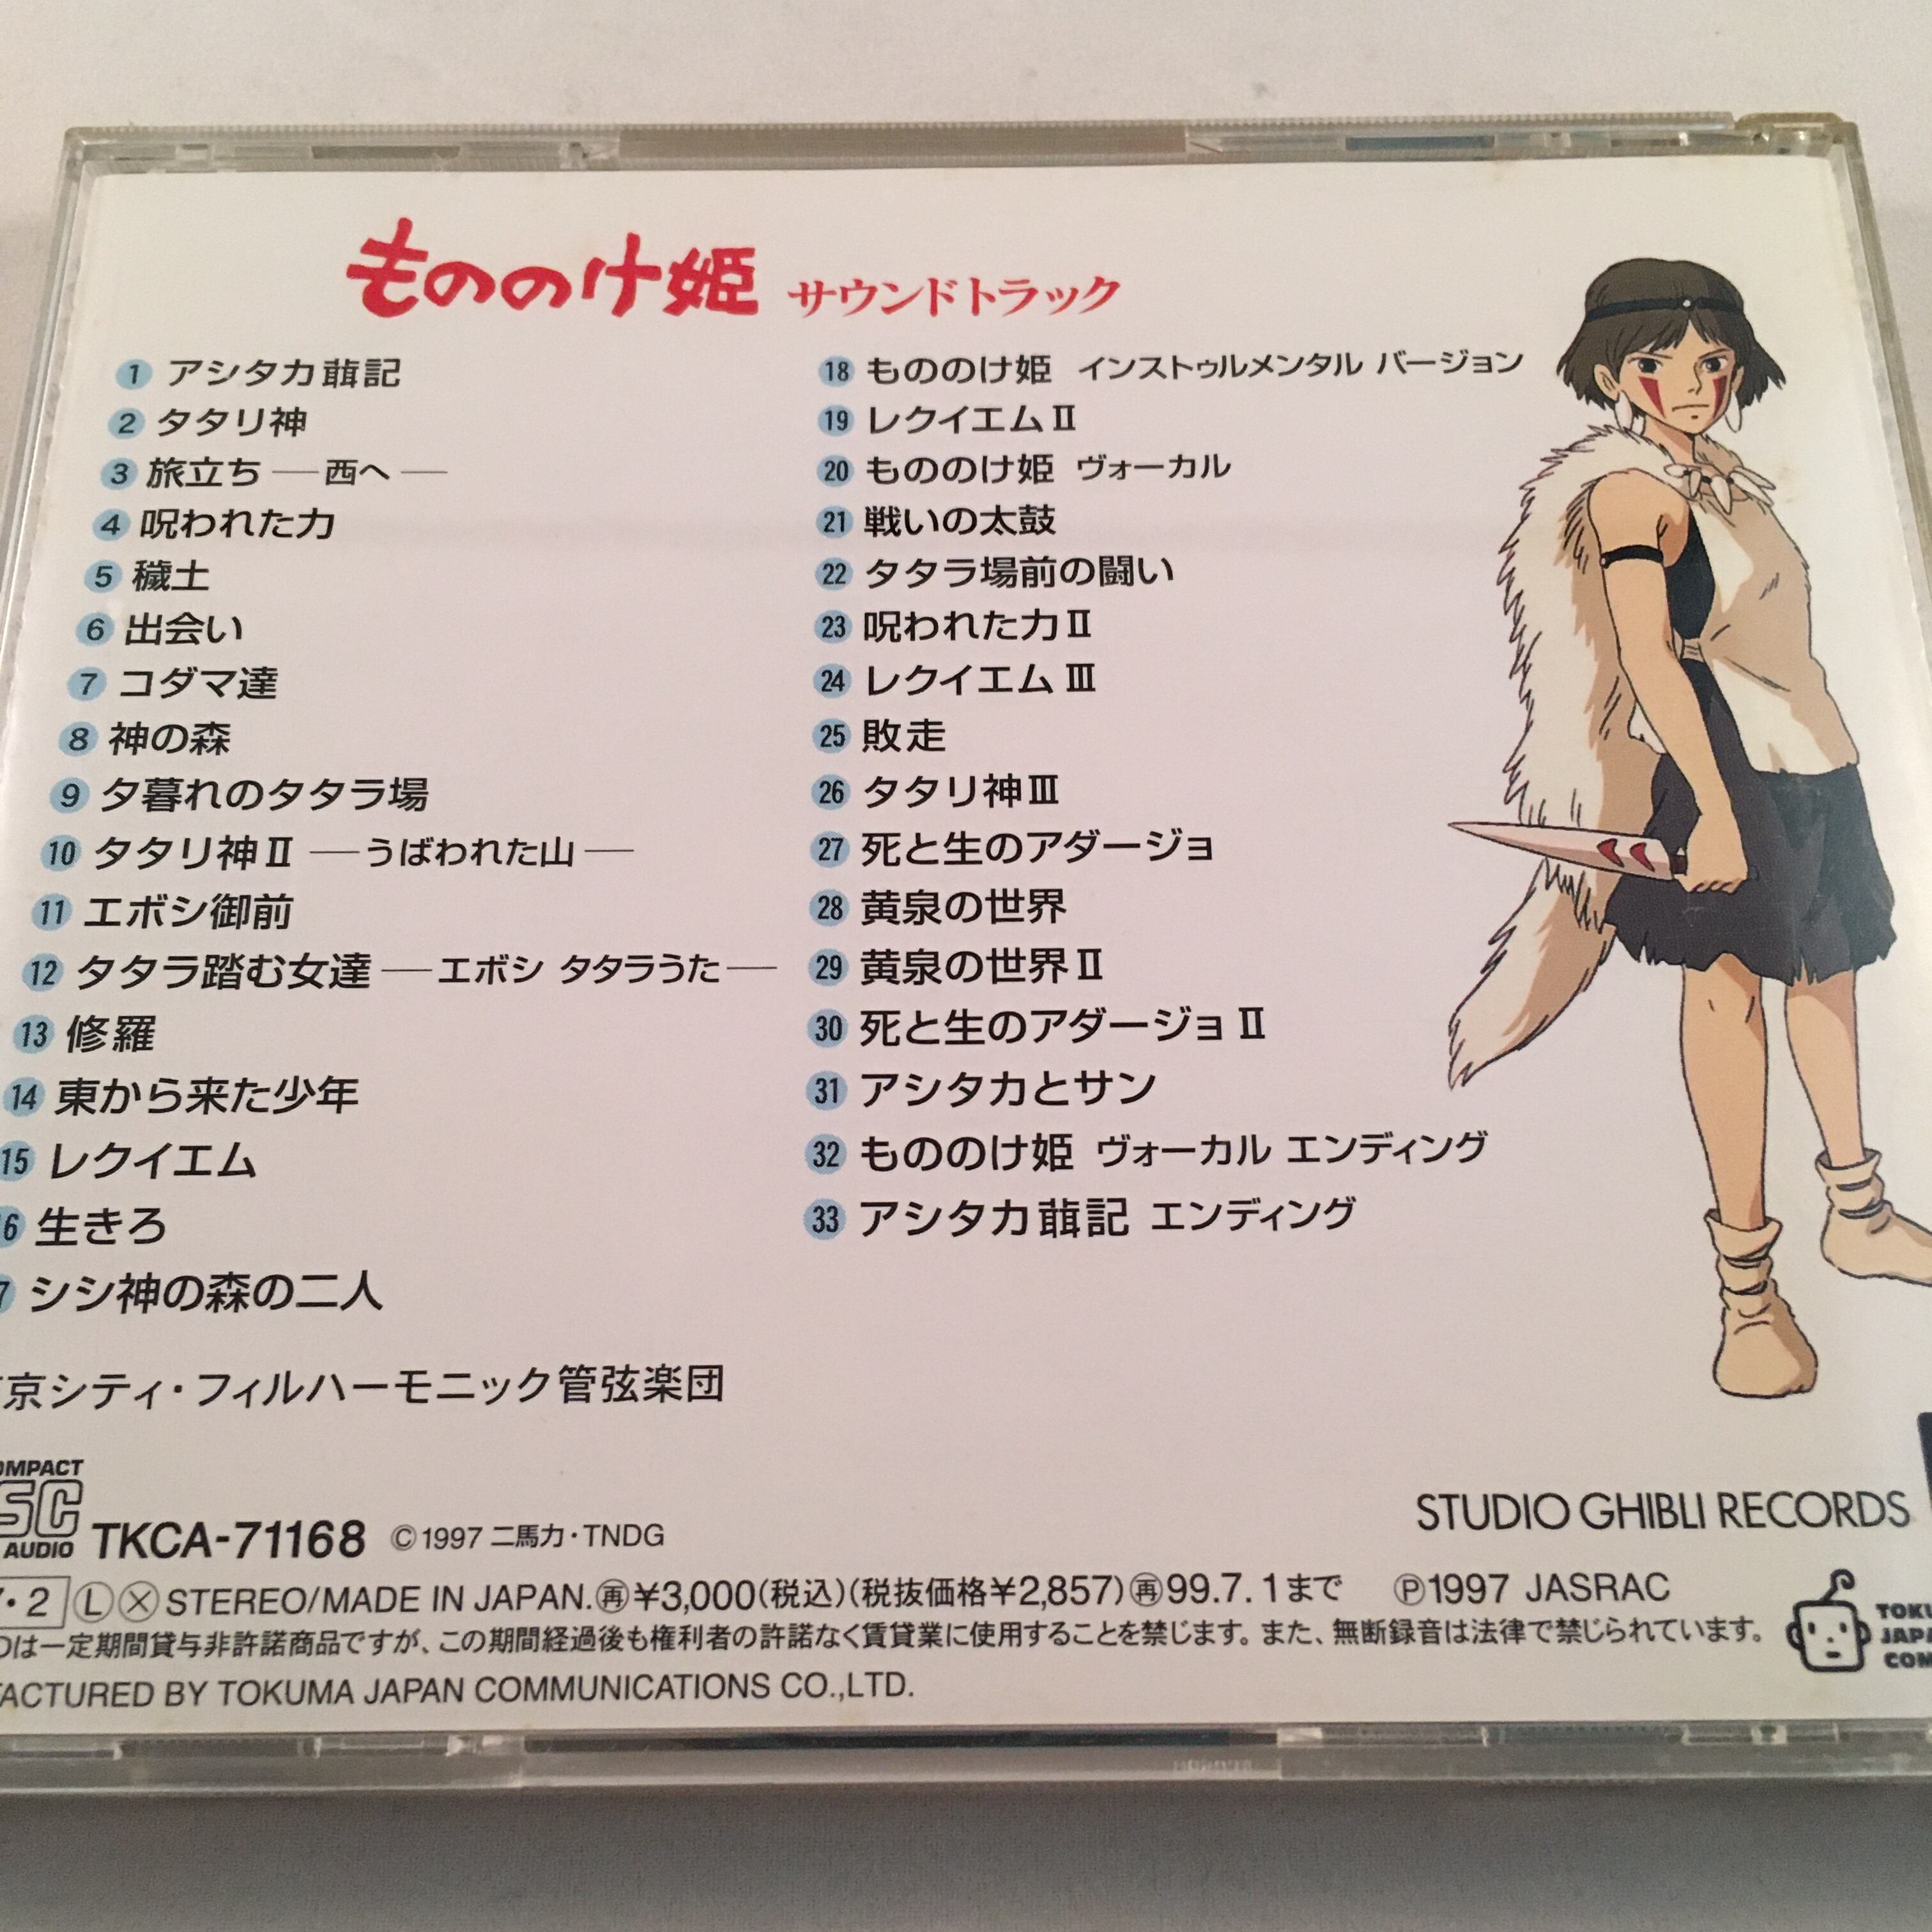 もののけ姫 サウンドトラック
1 アシタカ𦻙記
2 タタリ神
3 旅立ち ― 西へ ―
4 呪われた力
5 穢土
6 出会い
7 コダマ達
8 神の森
9 夕暮れのタタラ場
10 タタリ神Ⅱ ― うばわれた山 ―
11 エボシ御前
12 タタラ踏む女達 ― エボシ タタラうた ―
13 修羅
14 東から来た少年
15 レクイエム
6 生きろ
7 シシ神の森の二人
18 もののけ姫 インストゥルメンタル バージョン
19 レクイエムⅡ
20 もののけ姫 ヴォーカル
21 戦いの太鼓
22 タタラ場前の闘い
23 呪われた力Ⅱ
24 レクイエムⅢ
25 敗走
26 タタリ神Ⅲ
27 死と生のアダージョ
28 黄泉の世界
29 黄泉の世界Ⅱ
30 死と生のアダージョⅡ
31 アシタカとサン
32 もののけ姫 ヴォーカル エンディング
33 アシタカ𦻙記 エンディング
京シティ・フィルハーモニック管弦楽団
OMPACT
SC
AUDIO
TKCA-71168 ©1997 二馬力・TNDG
STUDIO GHIBLI RECORDS
・2 Ⓛ Ⓧ STEREO/MADE IN JAPAN. 再 ¥3,000(税込)(税抜価格¥2,857) 再 99.7.1まで ℗1997 JASRAC
は一定期間貸与非許諾商品ですが、この期間経過後も権利者の許諾なく賃貸業に使用することを禁じます。また、無断録音は法律で禁じられています。
ACTURED BY TOKUMA JAPAN COMMUNICATIONS CO.,LTD.
TOKU
JAPA
COM